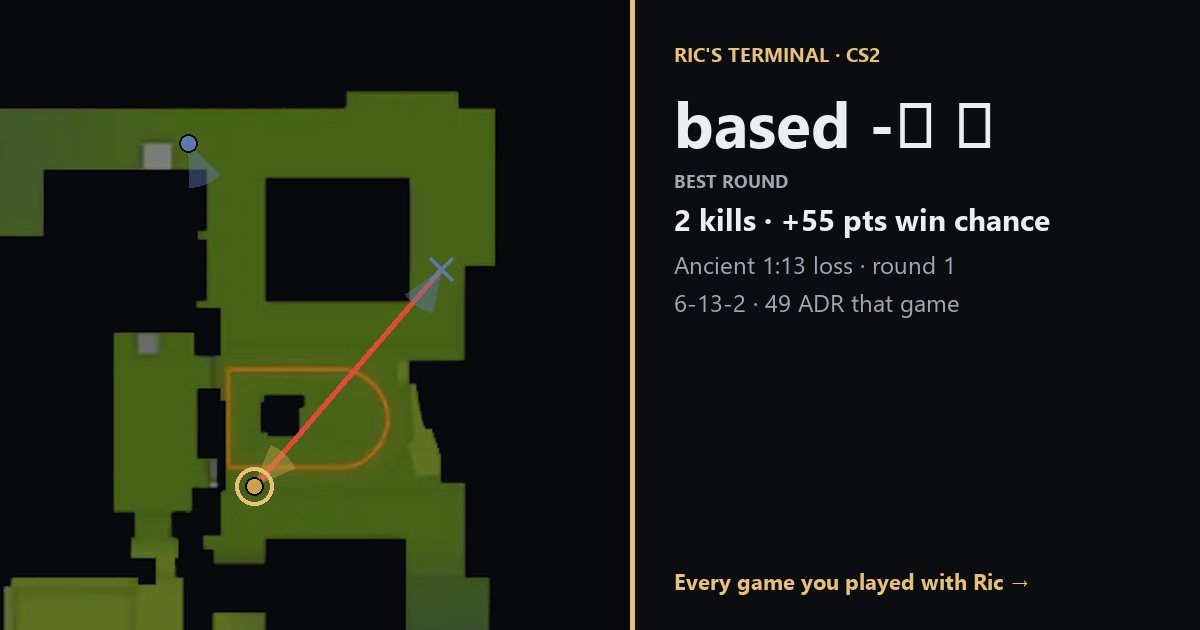 RIC'S TERMINAL · CS2
based -
BEST ROUND
2 kills · +55 pts win chance
Ancient 1:13 loss · round 1
6-13-2 · 49 ADR that game
Every game you played with Ric →